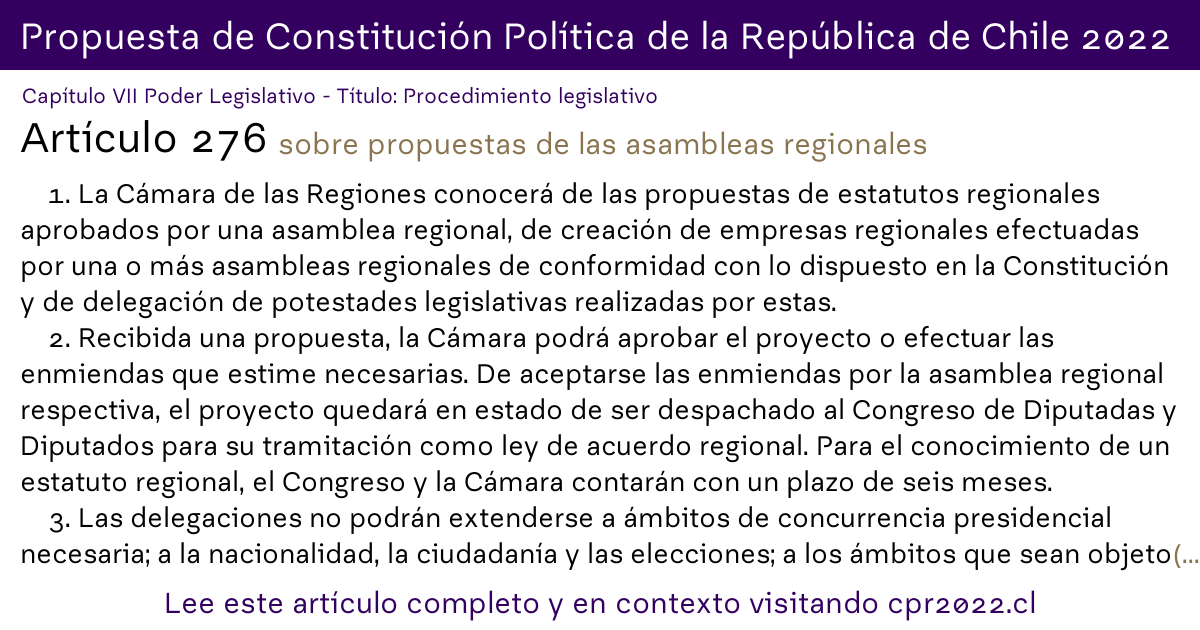 Propuesta de Constitución Política de la República de Chile 2022
Capítulo VII Poder Legislativo - Título: Procedimiento legislativo
Artículo 276 sobre propuestas de las asambleas regionales
1. La Cámara de las Regiones conocerá de las propuestas de estatutos regionales
aprobados por una asamblea regional, de creación de empresas regionales efectuadas
por una o más asambleas regionales de conformidad con lo dispuesto en la Constitución
y de delegación de potestades legislativas realizadas por estas.
2. Recibida una propuesta, la Cámara podrá aprobar el proyecto o efectuar las
enmiendas que estime necesarias. De aceptarse las enmiendas por la asamblea regional
respectiva, el proyecto quedará en estado de ser despachado al Congreso de Diputadas y
Diputados para su tramitación como ley de acuerdo regional. Para el conocimiento de un
estatuto regional, el Congreso y la Cámara contarán con un plazo de seis meses.
3. Las delegaciones no podrán extenderse a ámbitos de concurrencia presidencial
necesaria; a la nacionalidad, la ciudadanía y las elecciones; a los ámbitos que sean objeto(...
Lee este artículo completo y en contexto visitando cpr2022.cl